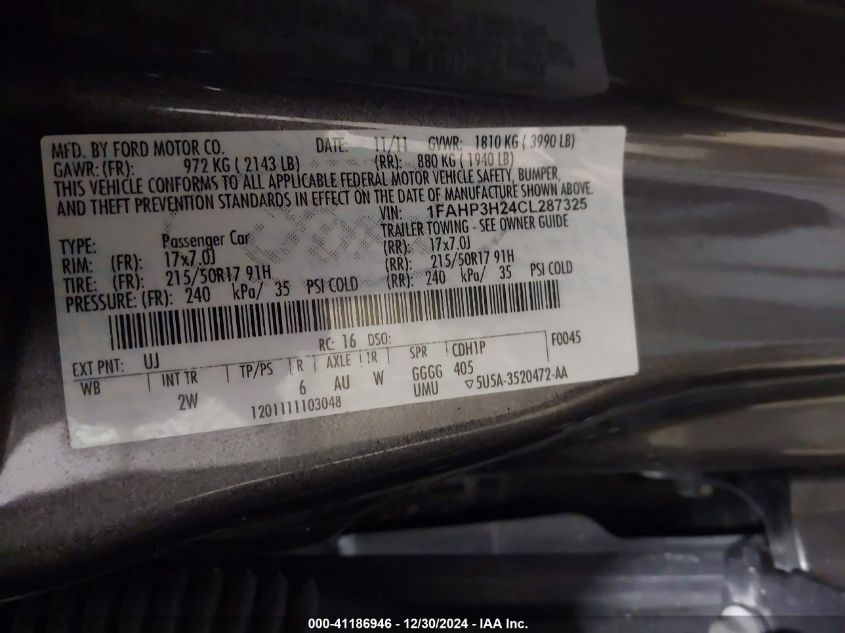 MFD. BY FORD MOTOR CO. DATE: 11/11 GVWR: 1810 KG ( 3990 LB)
GAWR: (FR): 972 KG ( 2143 LB) (RR): 880 KG ( 1940 LB)
THIS VEHICLE CONFORMS TO ALL APPLICABLE FEDERAL MOTOR VEHICLE SAFETY, BUMPER,
AND THEFT PREVENTION STANDARDS IN EFFECT ON THE DATE OF MANUFACTURE SHOWN ABOVE.
VIN: 1FAHP3H24CL287325
TYPE: Passenger Car TRAILER TOWING - SEE OWNER GUIDE
RIM: (FR): 17x7.0J (RR): 17x7.0J
TIRE: (FR): 215/50R17 91H (RR): 215/50R17 91H
PRESSURE: (FR): 240 kPa/ 35 PSI COLD (RR): 240 kPa/ 35 PSI COLD
EXT PNT: UJ RC: 16 DSO: F0045
WB INT TR TP/PS R AXLE TR SPR CDH1P
2W 6 AU W GGGG 405
UMU ▽5U5A-3520472-AA
1201111103048
000-41186946 - 12/30/2024 - IAA Inc.